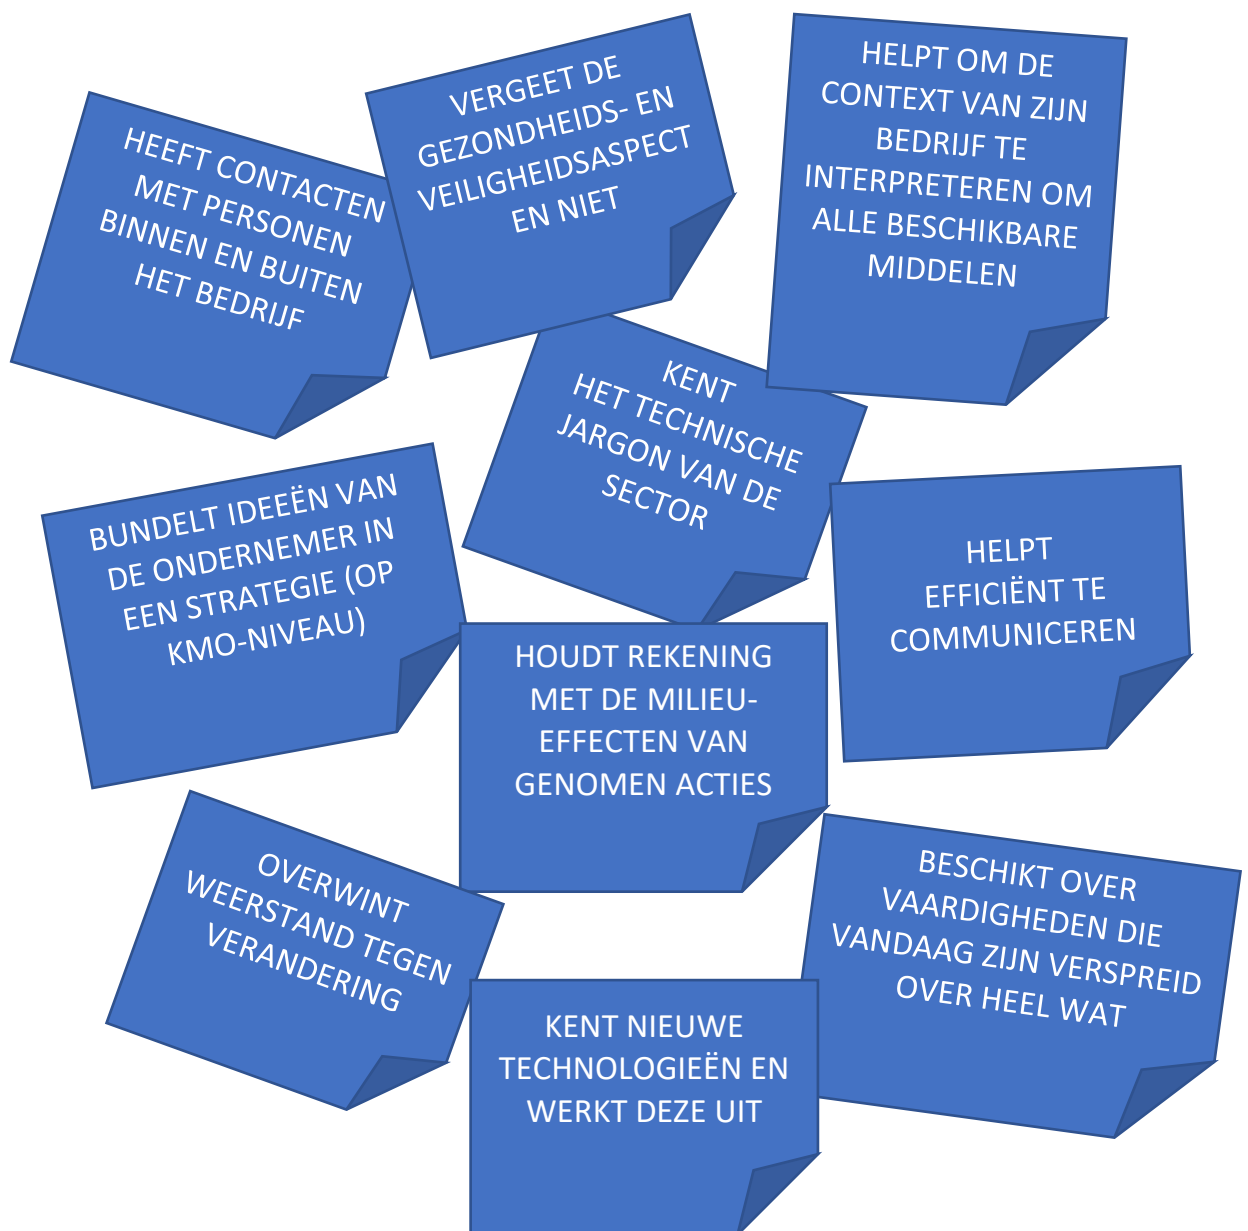 HEEFT CONTACTEN
MET PERSONEN
BINNEN EN BUITEN
HET BEDRIJF
VERGEET DE
GEZONDHEIDS- EN
VEILIGHEIDSASPECT
EN NIET
HELPT OM DE
CONTEXT VAN ZIJN
BEDRIJF TE
INTERPRETEREN OM
ALLE BESCHIKBARE
MIDDELEN
KENT
HET TECHNISCHE
JARGON VAN DE
SECTOR
BUNDELT IDEEËN VAN
DE ONDERNEMER IN
EEN STRATEGIE (OP
KMO-NIVEAU)
HELPT
EFFICIËNT TE
COMMUNICEREN
HOUDT REKENING
MET DE MILIEU-
EFFECTEN VAN
GENOMEN ACTIES
OVERWINT
WEERSTAND TEGEN
VERANDERING
BESCHIKT OVER
VAARDIGHEDEN DIE
VANDAAG ZIJN VERSPREID
OVER HEEL WAT
KENT NIEUWE
TECHNOLOGIEËN EN
WERKT DEZE UIT